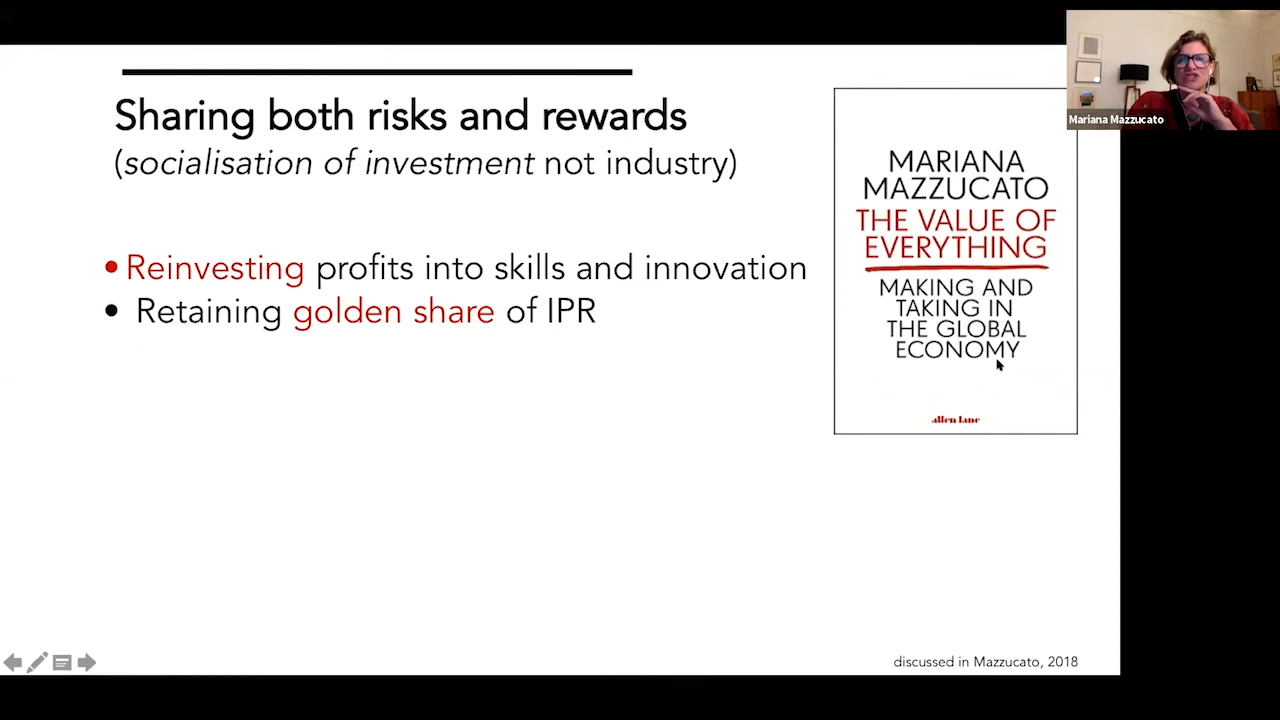 Sharing both risks and rewards
(socialisation of investment not industry)
• Reinvesting profits into skills and innovation
• Retaining golden share of IPR
MARIANA
MAZZUCATO
THE VALUE OF
EVERYTHING
MAKING AND
TAKING IN
THE GLOBAL
ECONOMY
allen lane
discussed in Mazzucato, 2018
Mariana Mazzucato